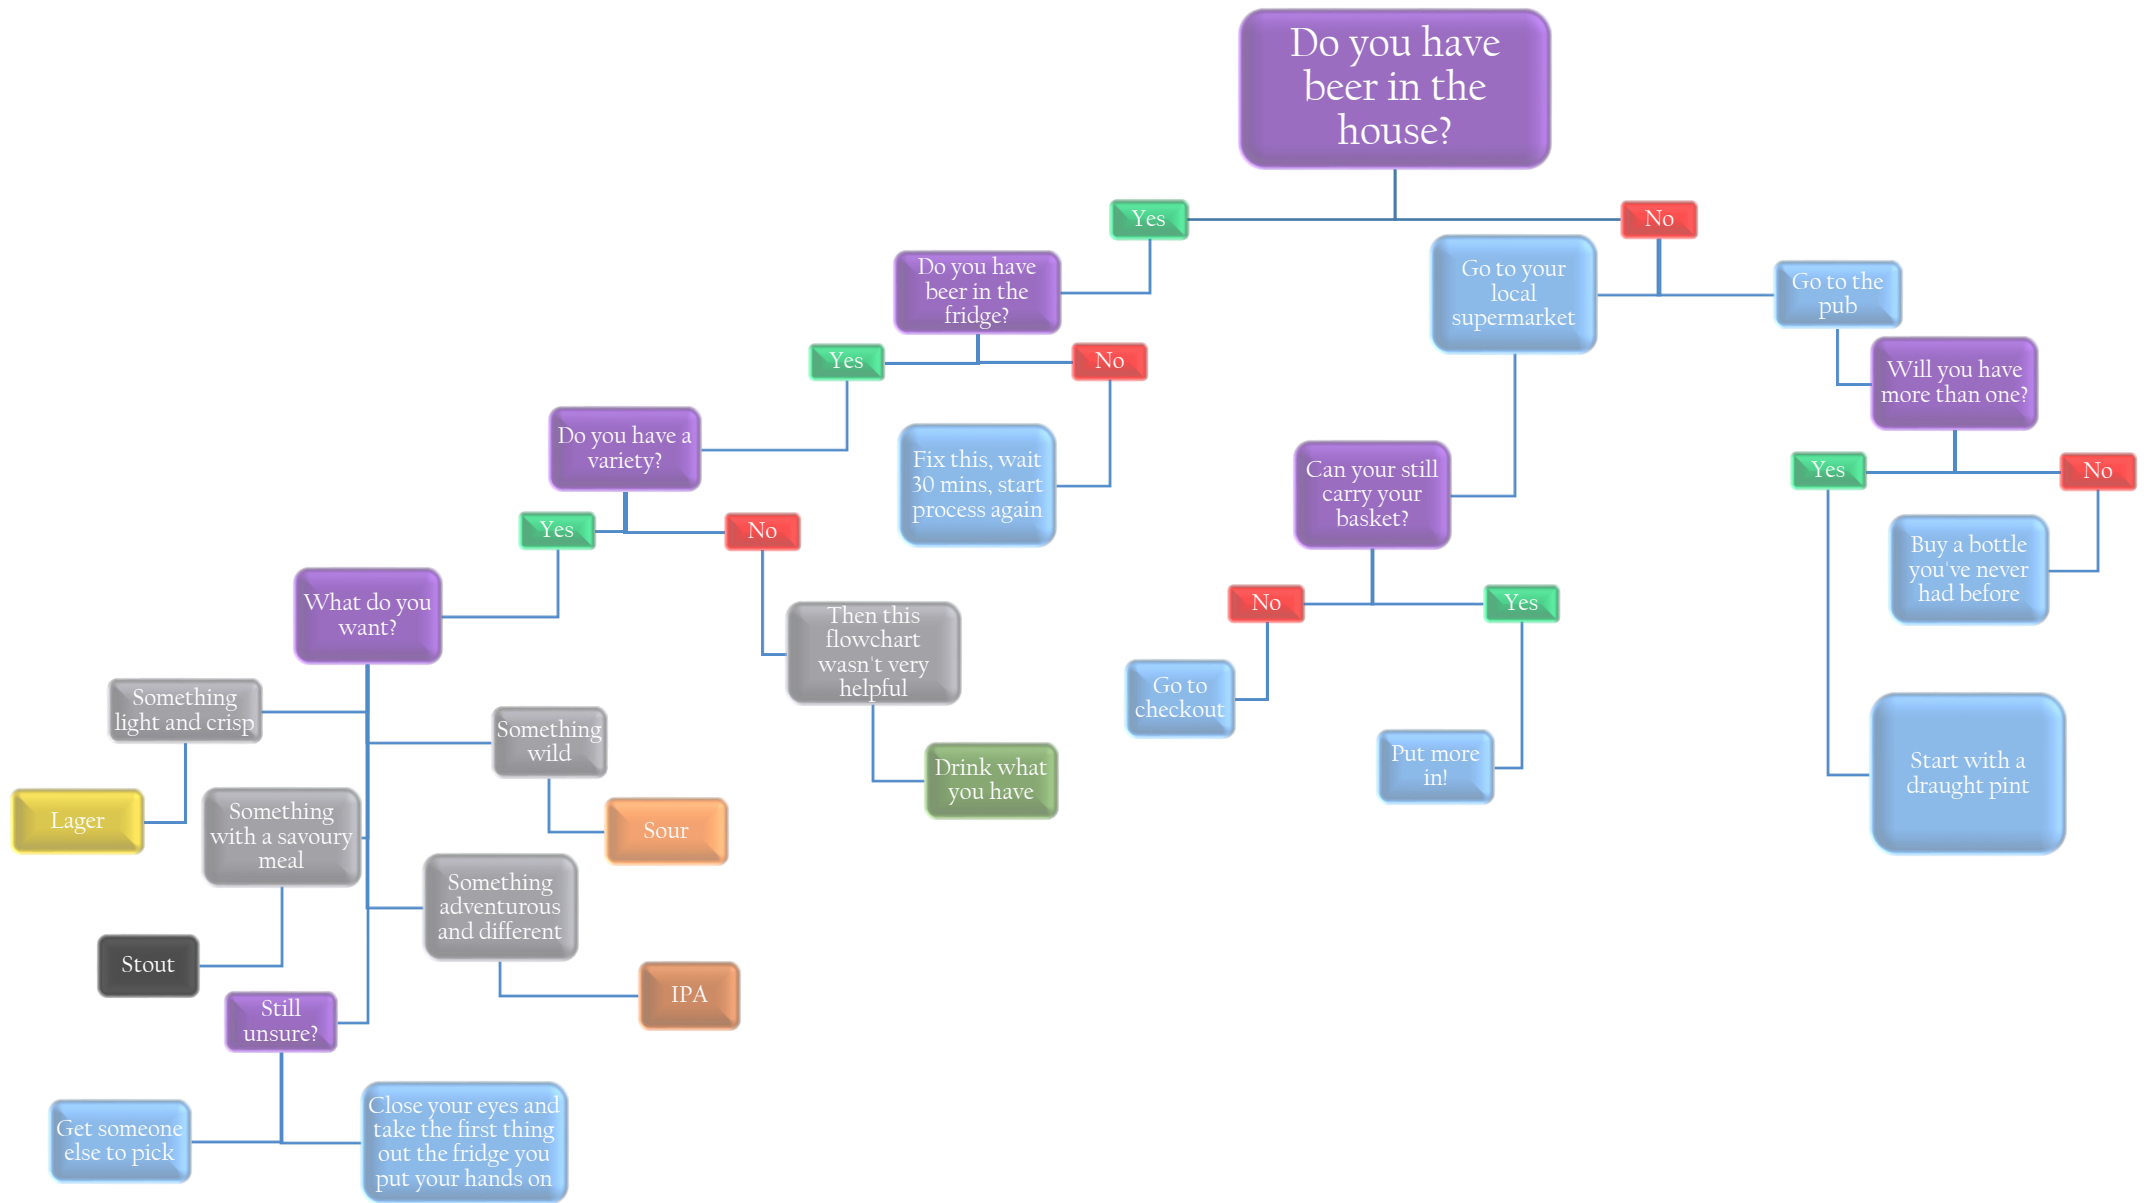 Do you have
beer in the
house?
Yes
No
Do you have
beer in the
fridge?
Go to your
local
supermarket
Go to the
pub
Yes
No
Will you have
more than one?
Do you have a
variety?
Fix this, wait
30 mins, start
process again
Can your still
carry your
basket?
Yes
No
Yes
No
Buy a bottle
you've never
had before
What do you
want?
Then this
flowchart
wasn't very
helpful
No
Yes
Something
light and crisp
Something
wild
Go to
checkout
Put more
in!
Start with a
draught pint
Drink what
you have
Lager
Something
with a savoury
meal
Sour
Something
adventurous
and different
Stout
IPA
Still
unsure?
Get someone
else to pick
Close your eyes and
take the first thing
out the fridge you
put your hands on